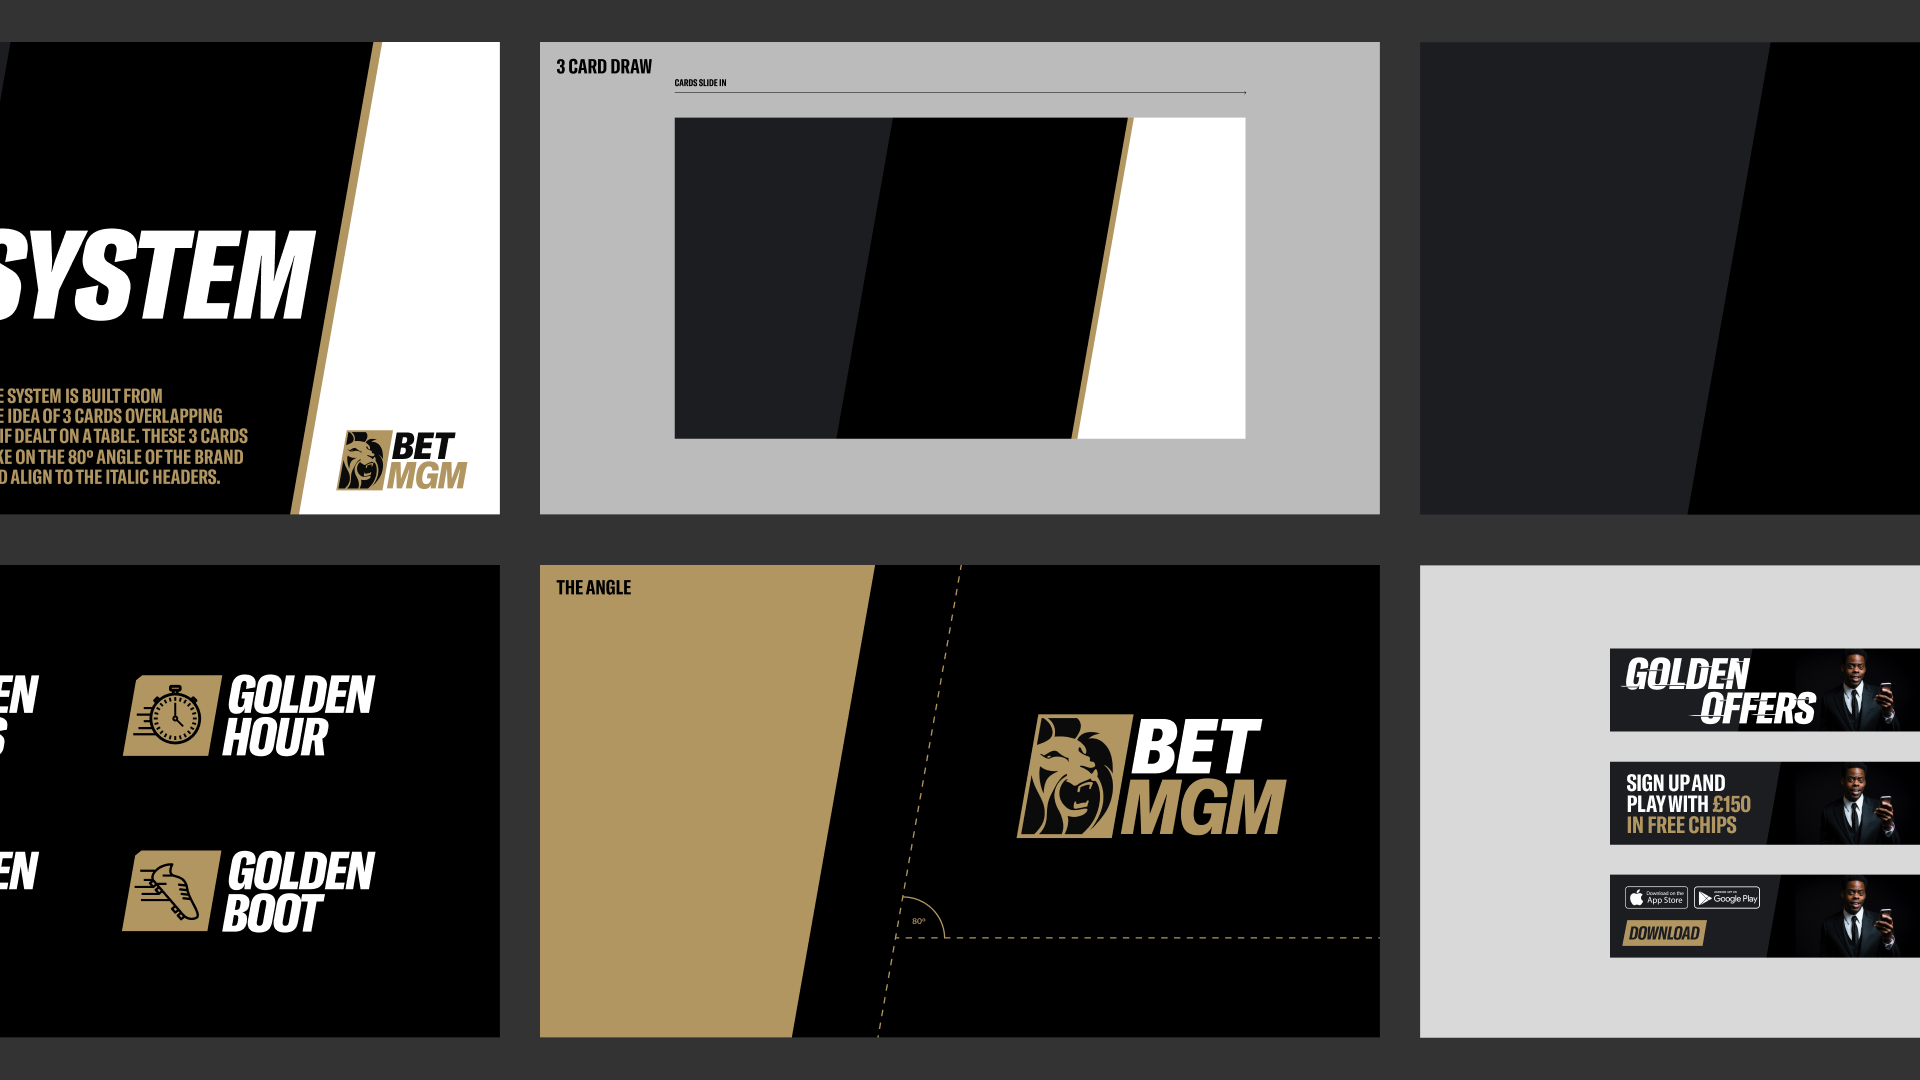 SYSTEM
E SYSTEM IS BUILT FROM
E IDEA OF 3 CARDS OVERLAPPING
IF DEALT ON A TABLE. THESE 3 CARDS
KE ON THE 80º ANGLE OF THE BRAND
D ALIGN TO THE ITALIC HEADERS.
BET
MGM
3 CARD DRAW
CARDS SLIDE IN
EN
S
GOLDEN
HOUR
EN
GOLDEN
BOOT
THE ANGLE
BET
MGM
80º
GOLDEN
OFFERS
SIGN UP AND
PLAY WITH £150
IN FREE CHIPS
Download on the
App Store
ANDROID APP ON
Google Play
DOWNLOAD